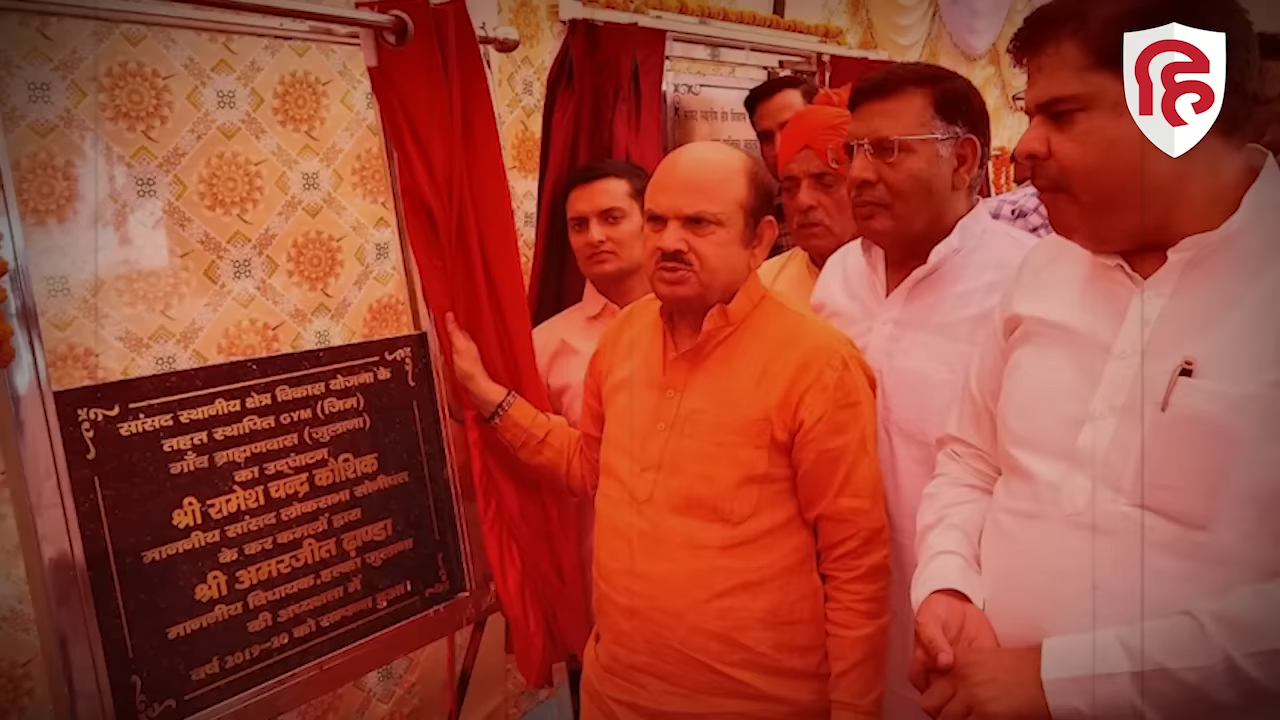 सांसद स्थानीय क्षेत्र विकास योजना के
तहत स्थापित GYM (जिम)
गाँव ब्राह्मणवास (जुलाना)
का उद्घाटन
श्री रामेश चन्द्र कौशिक
माननीय सांसद लोकसभा सोनीपत
के कर कमलों द्वारा
श्री अमरजीत ढ़ाण्डा
माननीय विधायक, हल्का जुलाना
की अध्यक्षता में
वर्ष 2019-20 को सम्पन्न हुआ।
सांसद स्थानीय क्षेत्र विकास
हि